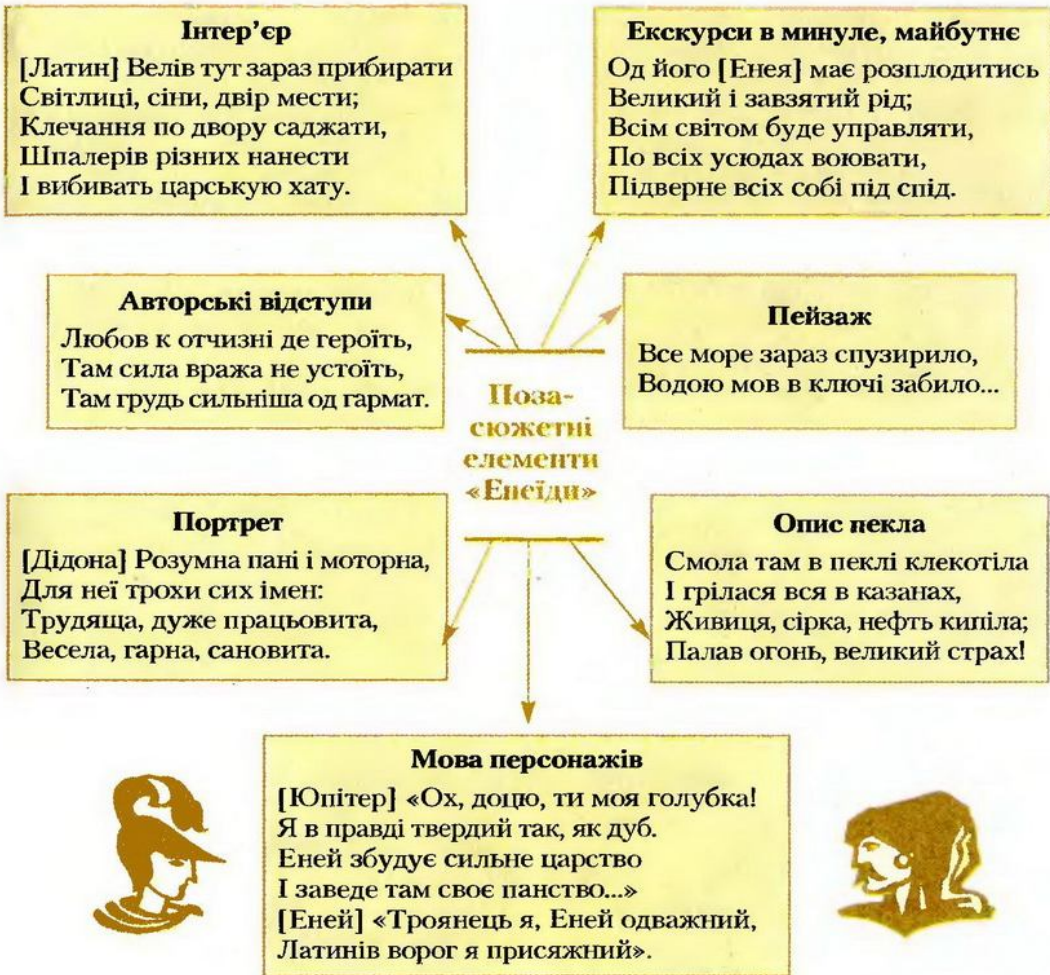 Інтер’єр
[Латин] Велів тут зараз прибирати
Світлиці, сіни, двір мести;
Клечання по двору саджати,
Шпалерів різних нанести
І вибивать царськую хату.
Екскурси в минуле, майбутнє
Од його [Енея] має розплодитись
Великий і завзятий рід;
Всім світом буде управляти,
По всіх усюдах воювати,
Підверне всіх собі під спід.
Авторські відступи
Любов к отчизні де героїть,
Там сила вража не устоїть,
Там грудь сильніша од гармат.
Пейзаж
Все море зараз спузирило,
Водою мов в ключі забило...
Поза-
сюжетні
елементи
«Енеїди»
Портрет
[Дідона] Розумна пані і моторна,
Для неї трохи сих імен:
Трудяща, дуже працьовита,
Весела, гарна, сановита.
Опис пекла
Смола там в пеклі клекотіла
І грілася вся в казанах,
Живиця, сірка, нефть кипіла;
Палав огонь, великий страх!
Мова персонажів
[Юпітер] «Ох, доцю, ти моя голубка!
Я в правді твердий так, як дуб.
Еней збудує сильне царство
І заведе там своє панство...»
[Еней] «Троянець я, Еней одважний,
Латинів ворог я присяжний».